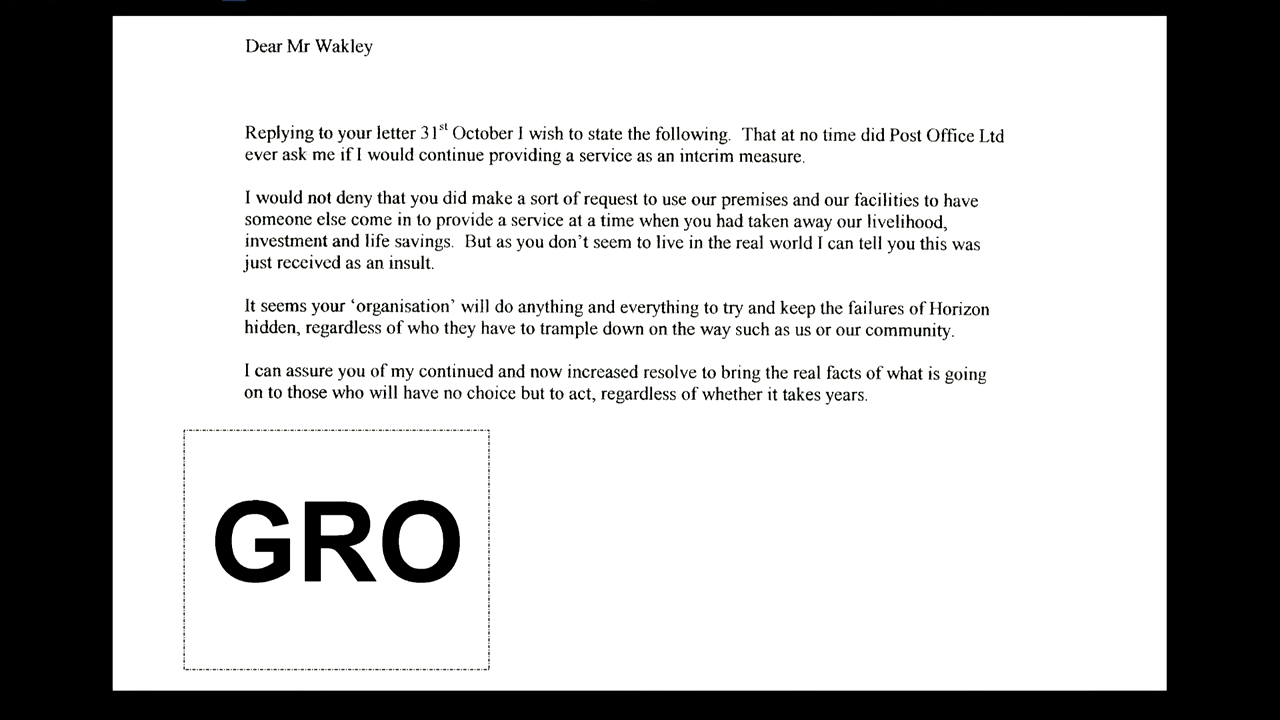 Dear Mr Wakley
Replying to your letter 31st October I wish to state the following. That at no time did Post Office Ltd
ever ask me if I would continue providing a service as an interim measure.
I would not deny that you did make a sort of request to use our premises and our facilities to have
someone else come in to provide a service at a time when you had taken away our livelihood,
investment and life savings. But as you don’t seem to live in the real world I can tell you this was
just received as an insult.
It seems your ‘organisation’ will do anything and everything to try and keep the failures of Horizon
hidden, regardless of who they have to trample down on the way such as us or our community.
I can assure you of my continued and now increased resolve to bring the real facts of what is going
on to those who will have no choice but to act, regardless of whether it takes years.
GRO